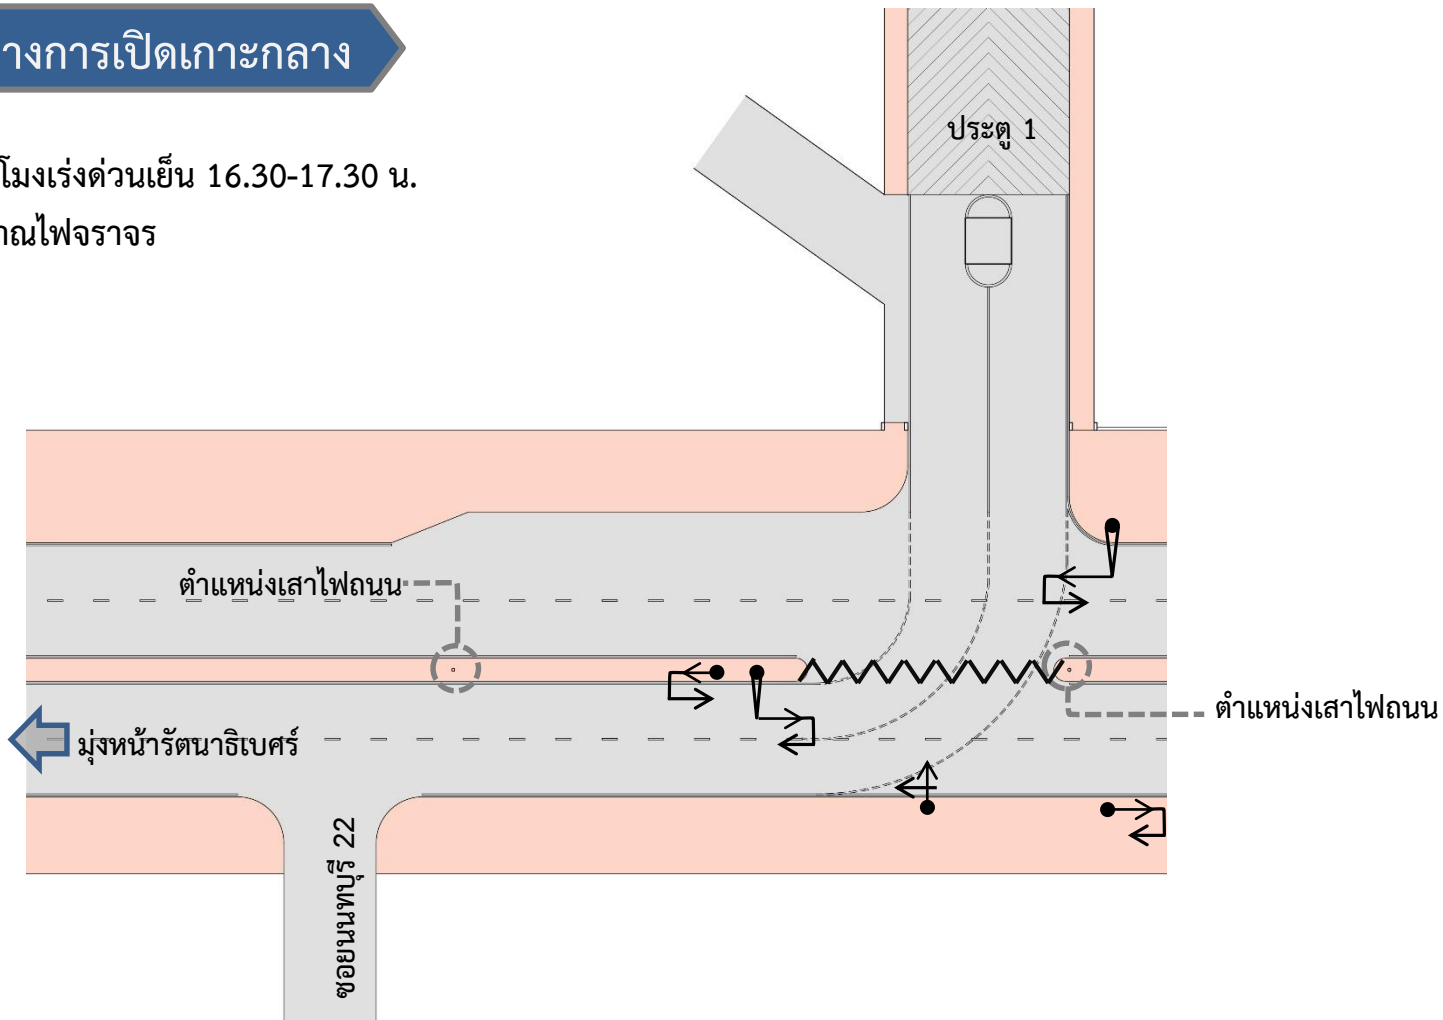 างการเปิดเกาะกลาง
โมงเร่งด่วนเย็น 16.30-17.30 น.
าณไฟจราจร
ประตู 1
ตำแหน่งเสาไฟถนน
ตำแหน่งเสาไฟถนน
มุ่งหน้ารัตนาธิเบศร์
ซอยนนทบุรี 22